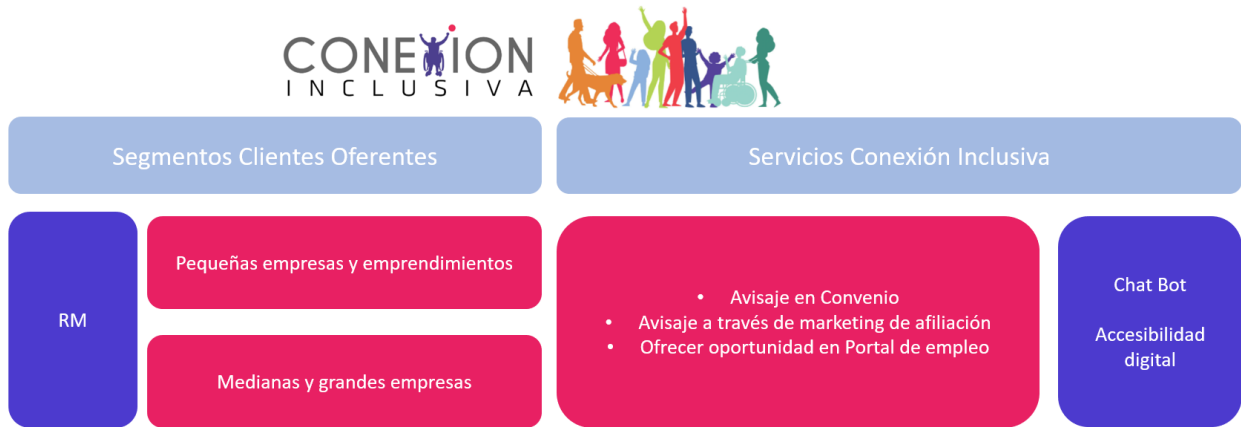 CONEXION
INCLUSIVA
Segmentos Clientes Oferentes
Servicios Conexión Inclusiva
RM
Pequeñas empresas y emprendimientos
Medianas y grandes empresas
• Avisaje en Convenio
• Avisaje a través de marketing de afiliación
• Ofrecer oportunidad en Portal de empleo
Chat Bot
Accesibilidad
digital